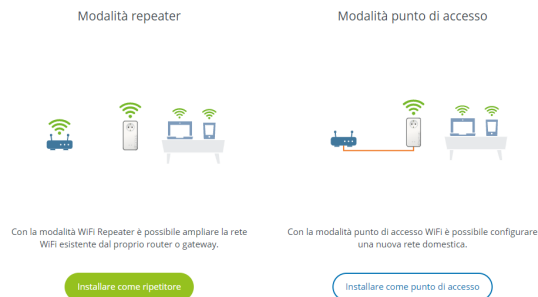 Modalità repeater
Con la modalità WiFi Repeater è possibile ampliare la rete
WiFi esistente dal proprio router o gateway.
Installare come ripetitore
Modalità punto di accesso
Con la modalità punto di accesso WiFi è possibile configurare
una nuova rete domestica.
Installare come punto di accesso